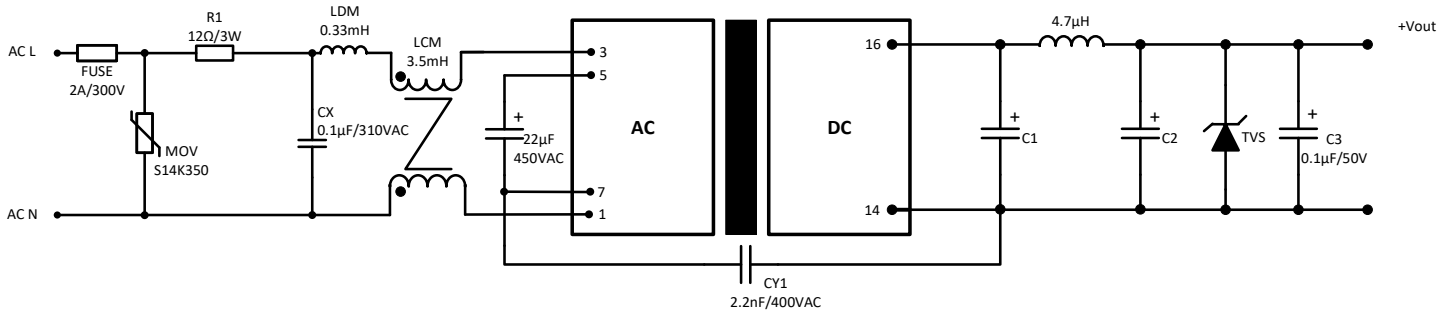 AC L
FUSE
2A/300V
R1
12Ω/3W
MOV
S14K350
LDM
0.33mH
CX
0.1µF/310VAC
LCM
3.5mH
AC N
22µF
450VAC
+
3
5
7
1
AC
DC
16
14
CY1
2.2nF/400VAC
+
C1
4.7µH
+
C2
TVS
+
C3
0.1µF/50V
+Vout